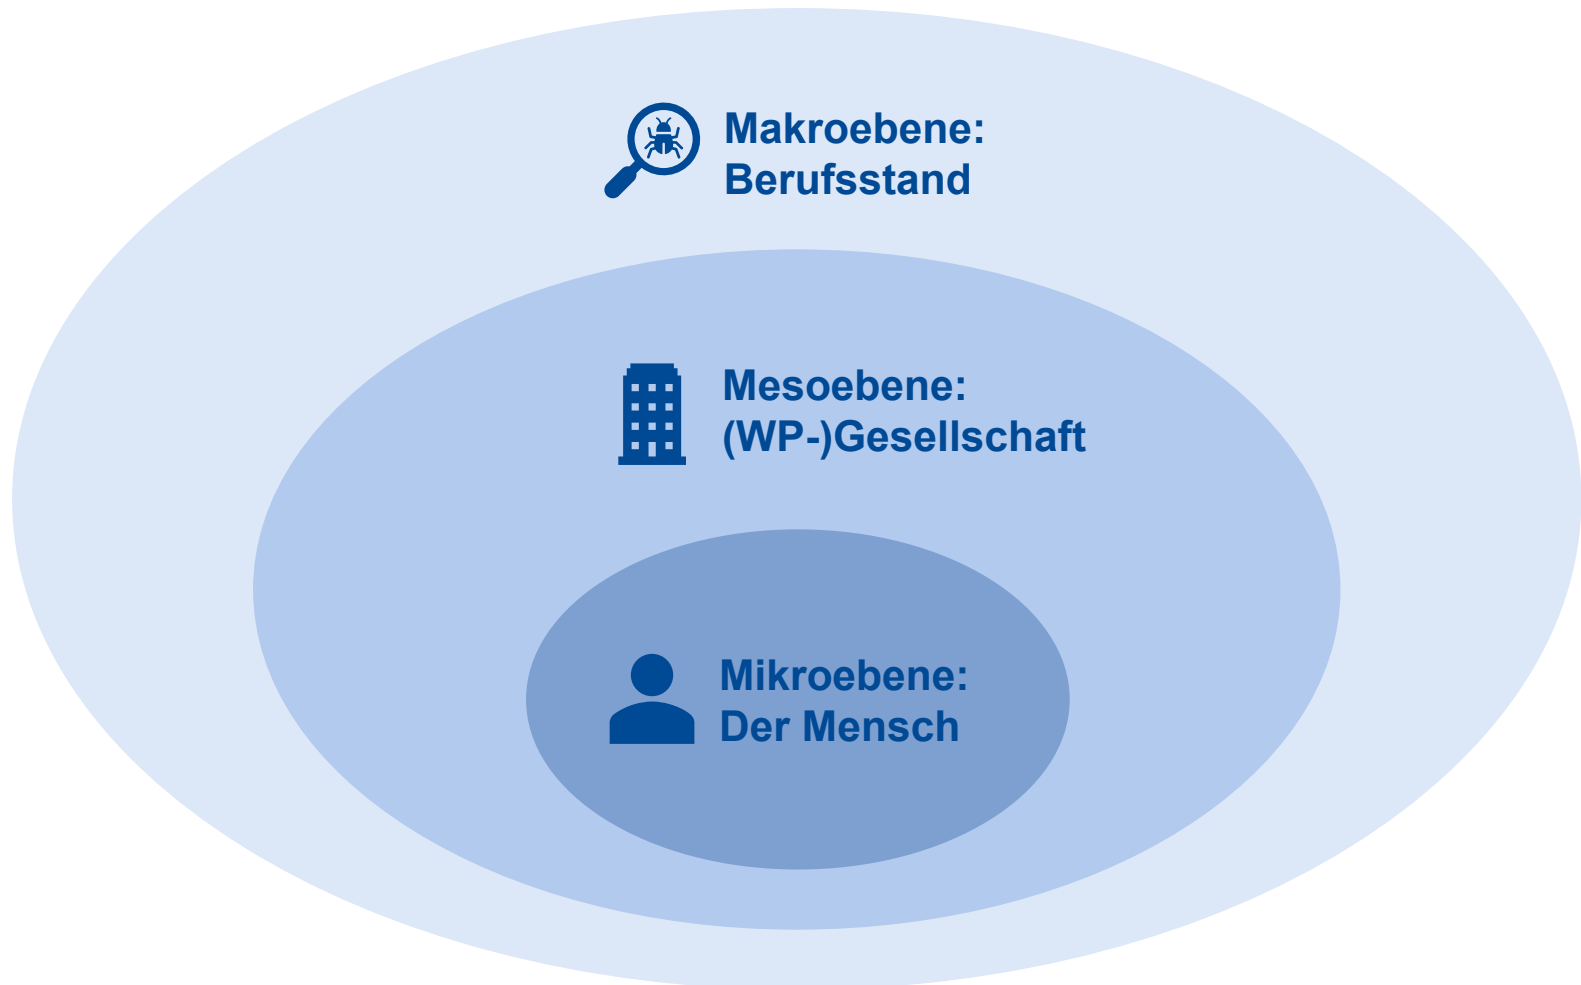 Makroebene:
Berufsstand
Mesoebene:
(WP-)Gesellschaft
Mikroebene:
Der Mensch